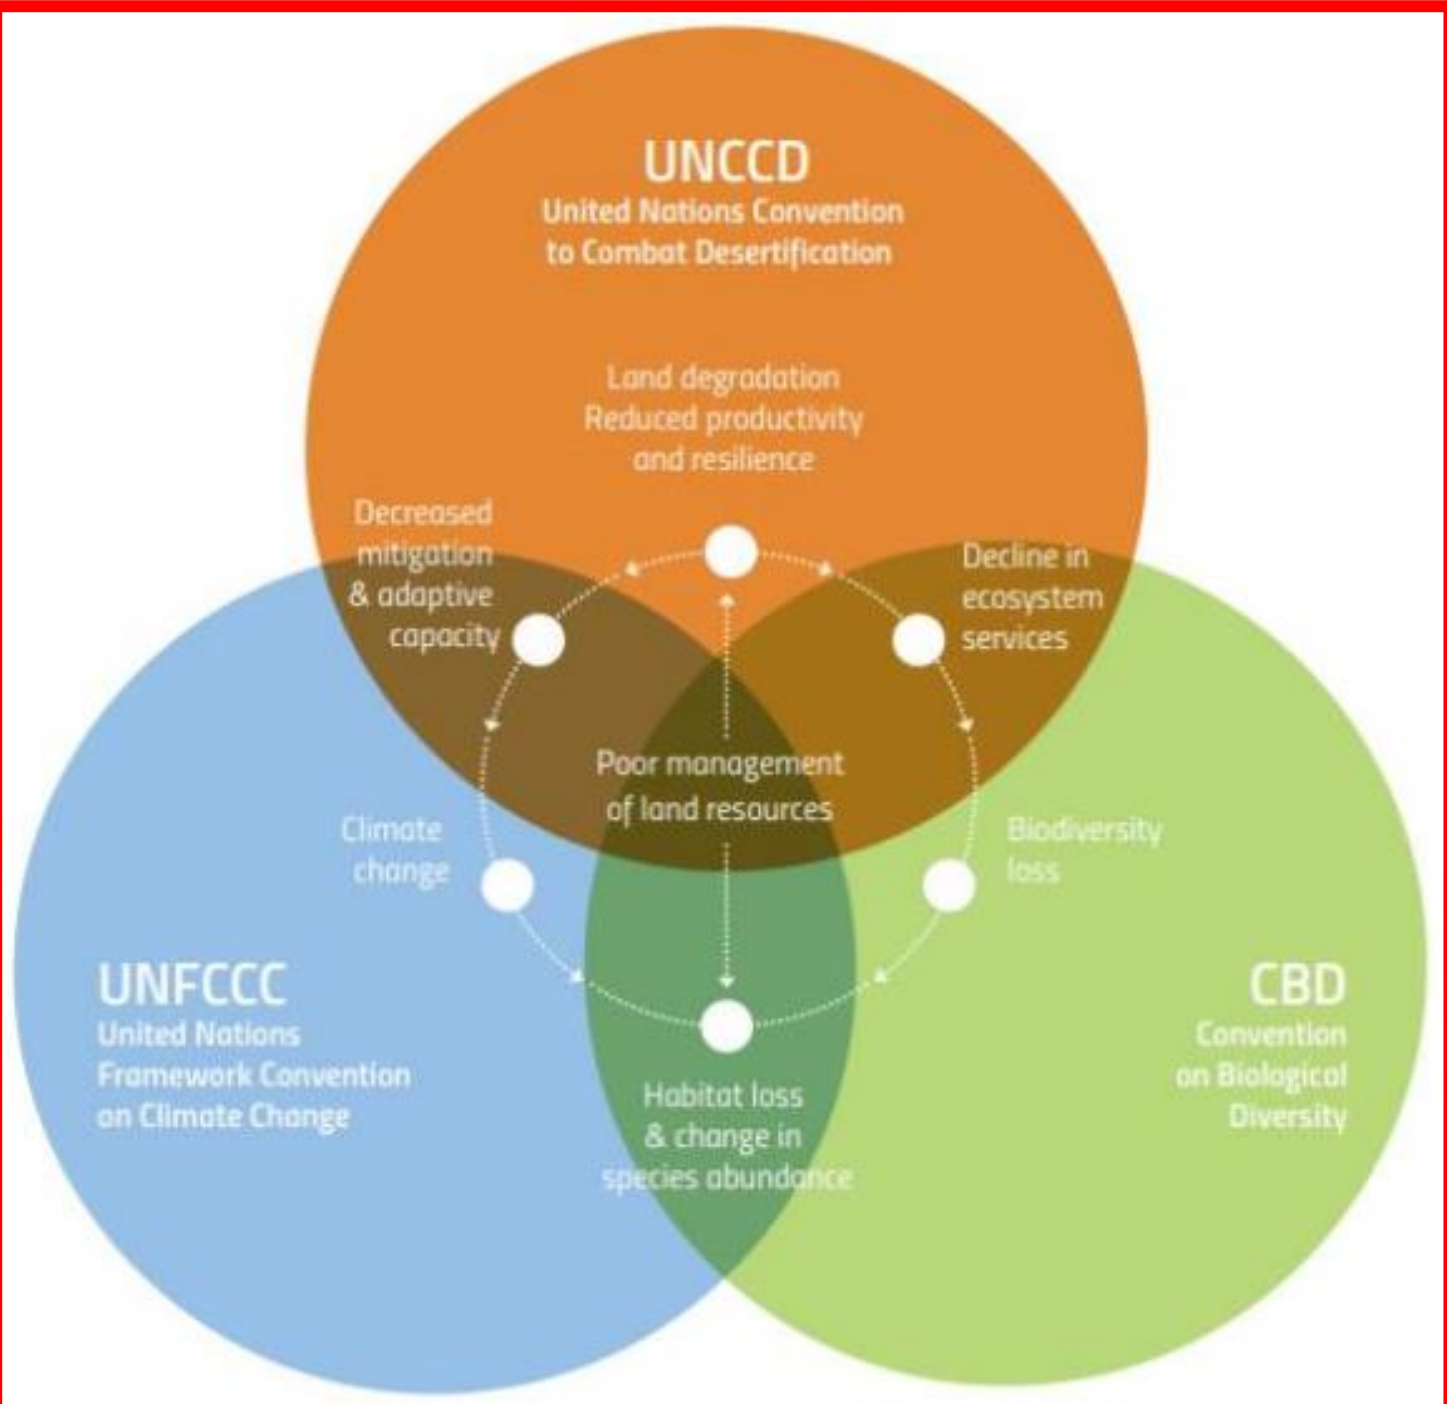 UNCCD
United Nations Convention
to Combat Desertification
Land degradation
Reduced productivity
and resilience
Decreased
mitigation
& adaptive
capacity
Decline in
ecosystem
services
Poor management
of land resources
Climate
change
Biodiversity
loss
UNFCCC
United Nations
Framework Convention
on Climate Change
CBD
Convention
on Biological
Diversity
Habitat loss
& change in
species abundance